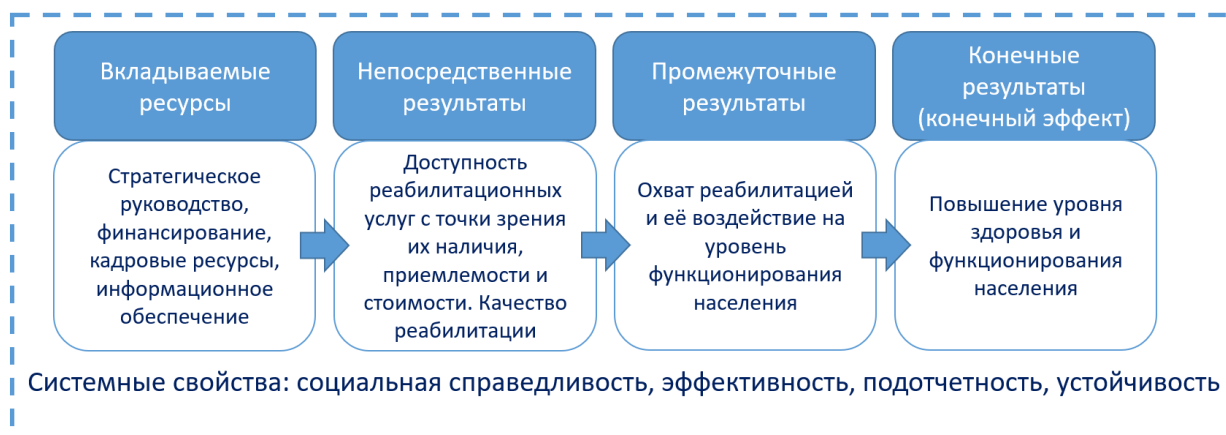 Вкладываемые
ресурсы
Непосредственные
результаты
Промежуточные
результаты
Конечные
результаты
(конечный эффект)
Стратегическое
руководство,
финансирование,
кадровые ресурсы,
информационное
обеспечение
Доступность
реабилитационных
услуг с точки зрения
их наличия,
приемлемости и
стоимости. Качество
реабилитации
Охват реабилитацией
и её воздействие на
уровень
функционирования
населения
Повышение уровня
здоровья и
функционирования
населения
Системные свойства: социальная справедливость, эффективность, подотчетность, устойчивость